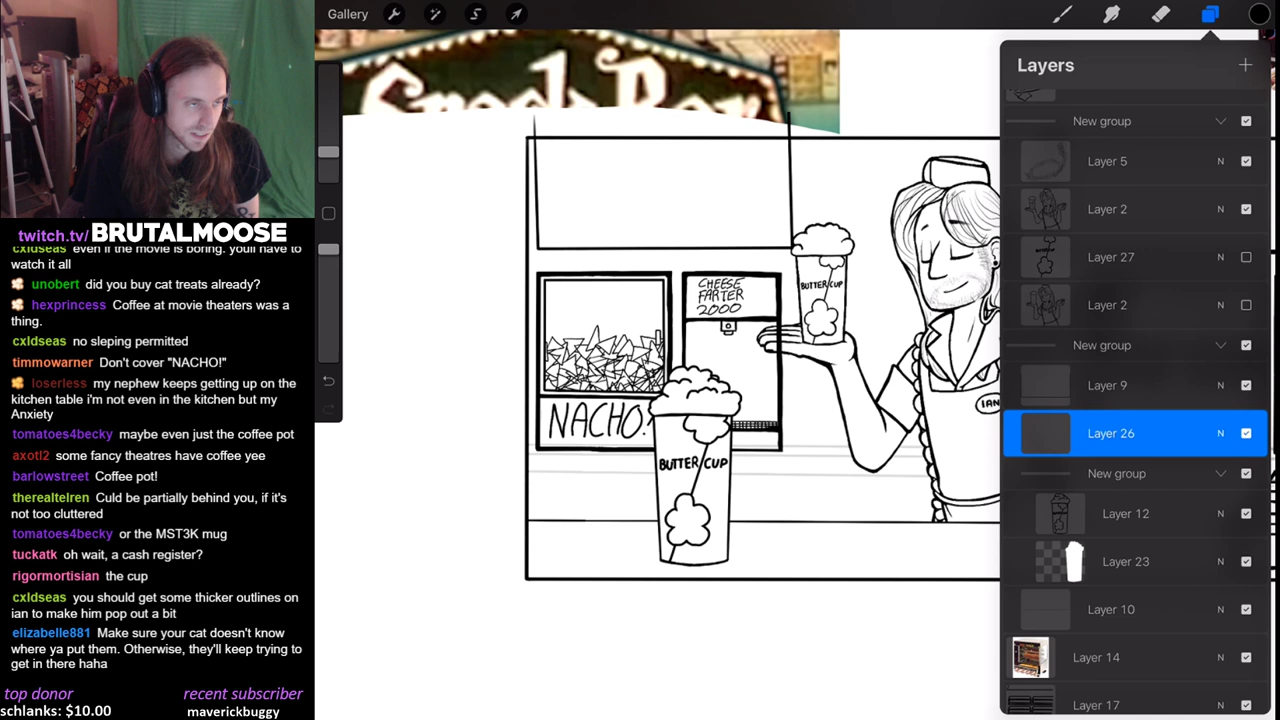 Gallery
Snack Bar
Layers
New group
Layer 5
N
Layer 2
N
Layer 27
N
Layer 2
N
New group
Layer 9
N
Layer 26
N
New group
Layer 12
N
Layer 23
N
Layer 10
N
Layer 14
N
Layer 17
N
CHEESE
FARTER
2000
BUTTER CUP
NACHO!
BUTTER CUP
IAN
twitch.tv/BRUTALMOOSE
cxldseas even if the movie is boring. youll have to
watch it all
unobert did you buy cat treats already?
hexprincess Coffee at movie theaters was a
thing.
cxldseas no sleping permitted
timmowarner Don't cover "NACHO!"
loserless my nephew keeps getting up on the
kitchen table i'm not even in the kitchen but my
Anxiety
tomatoes4becky maybe even just the coffee pot
axotl2 some fancy theatres have coffee yee
barlowstreet Coffee pot!
therealtelren Culd be partially behind you, if it's
not too cluttered
tomatoes4becky or the MST3K mug
tuckatk oh wait, a cash register?
rigormortisian the cup
cxldseas you should get some thicker outlines on
ian to make him pop out a bit
elizabelle881 Make sure your cat doesn't know
where ya put them. Otherwise, they'll keep trying to
get in there haha
top donor
schlanks: $10.00
recent subscriber
maverickbuggy